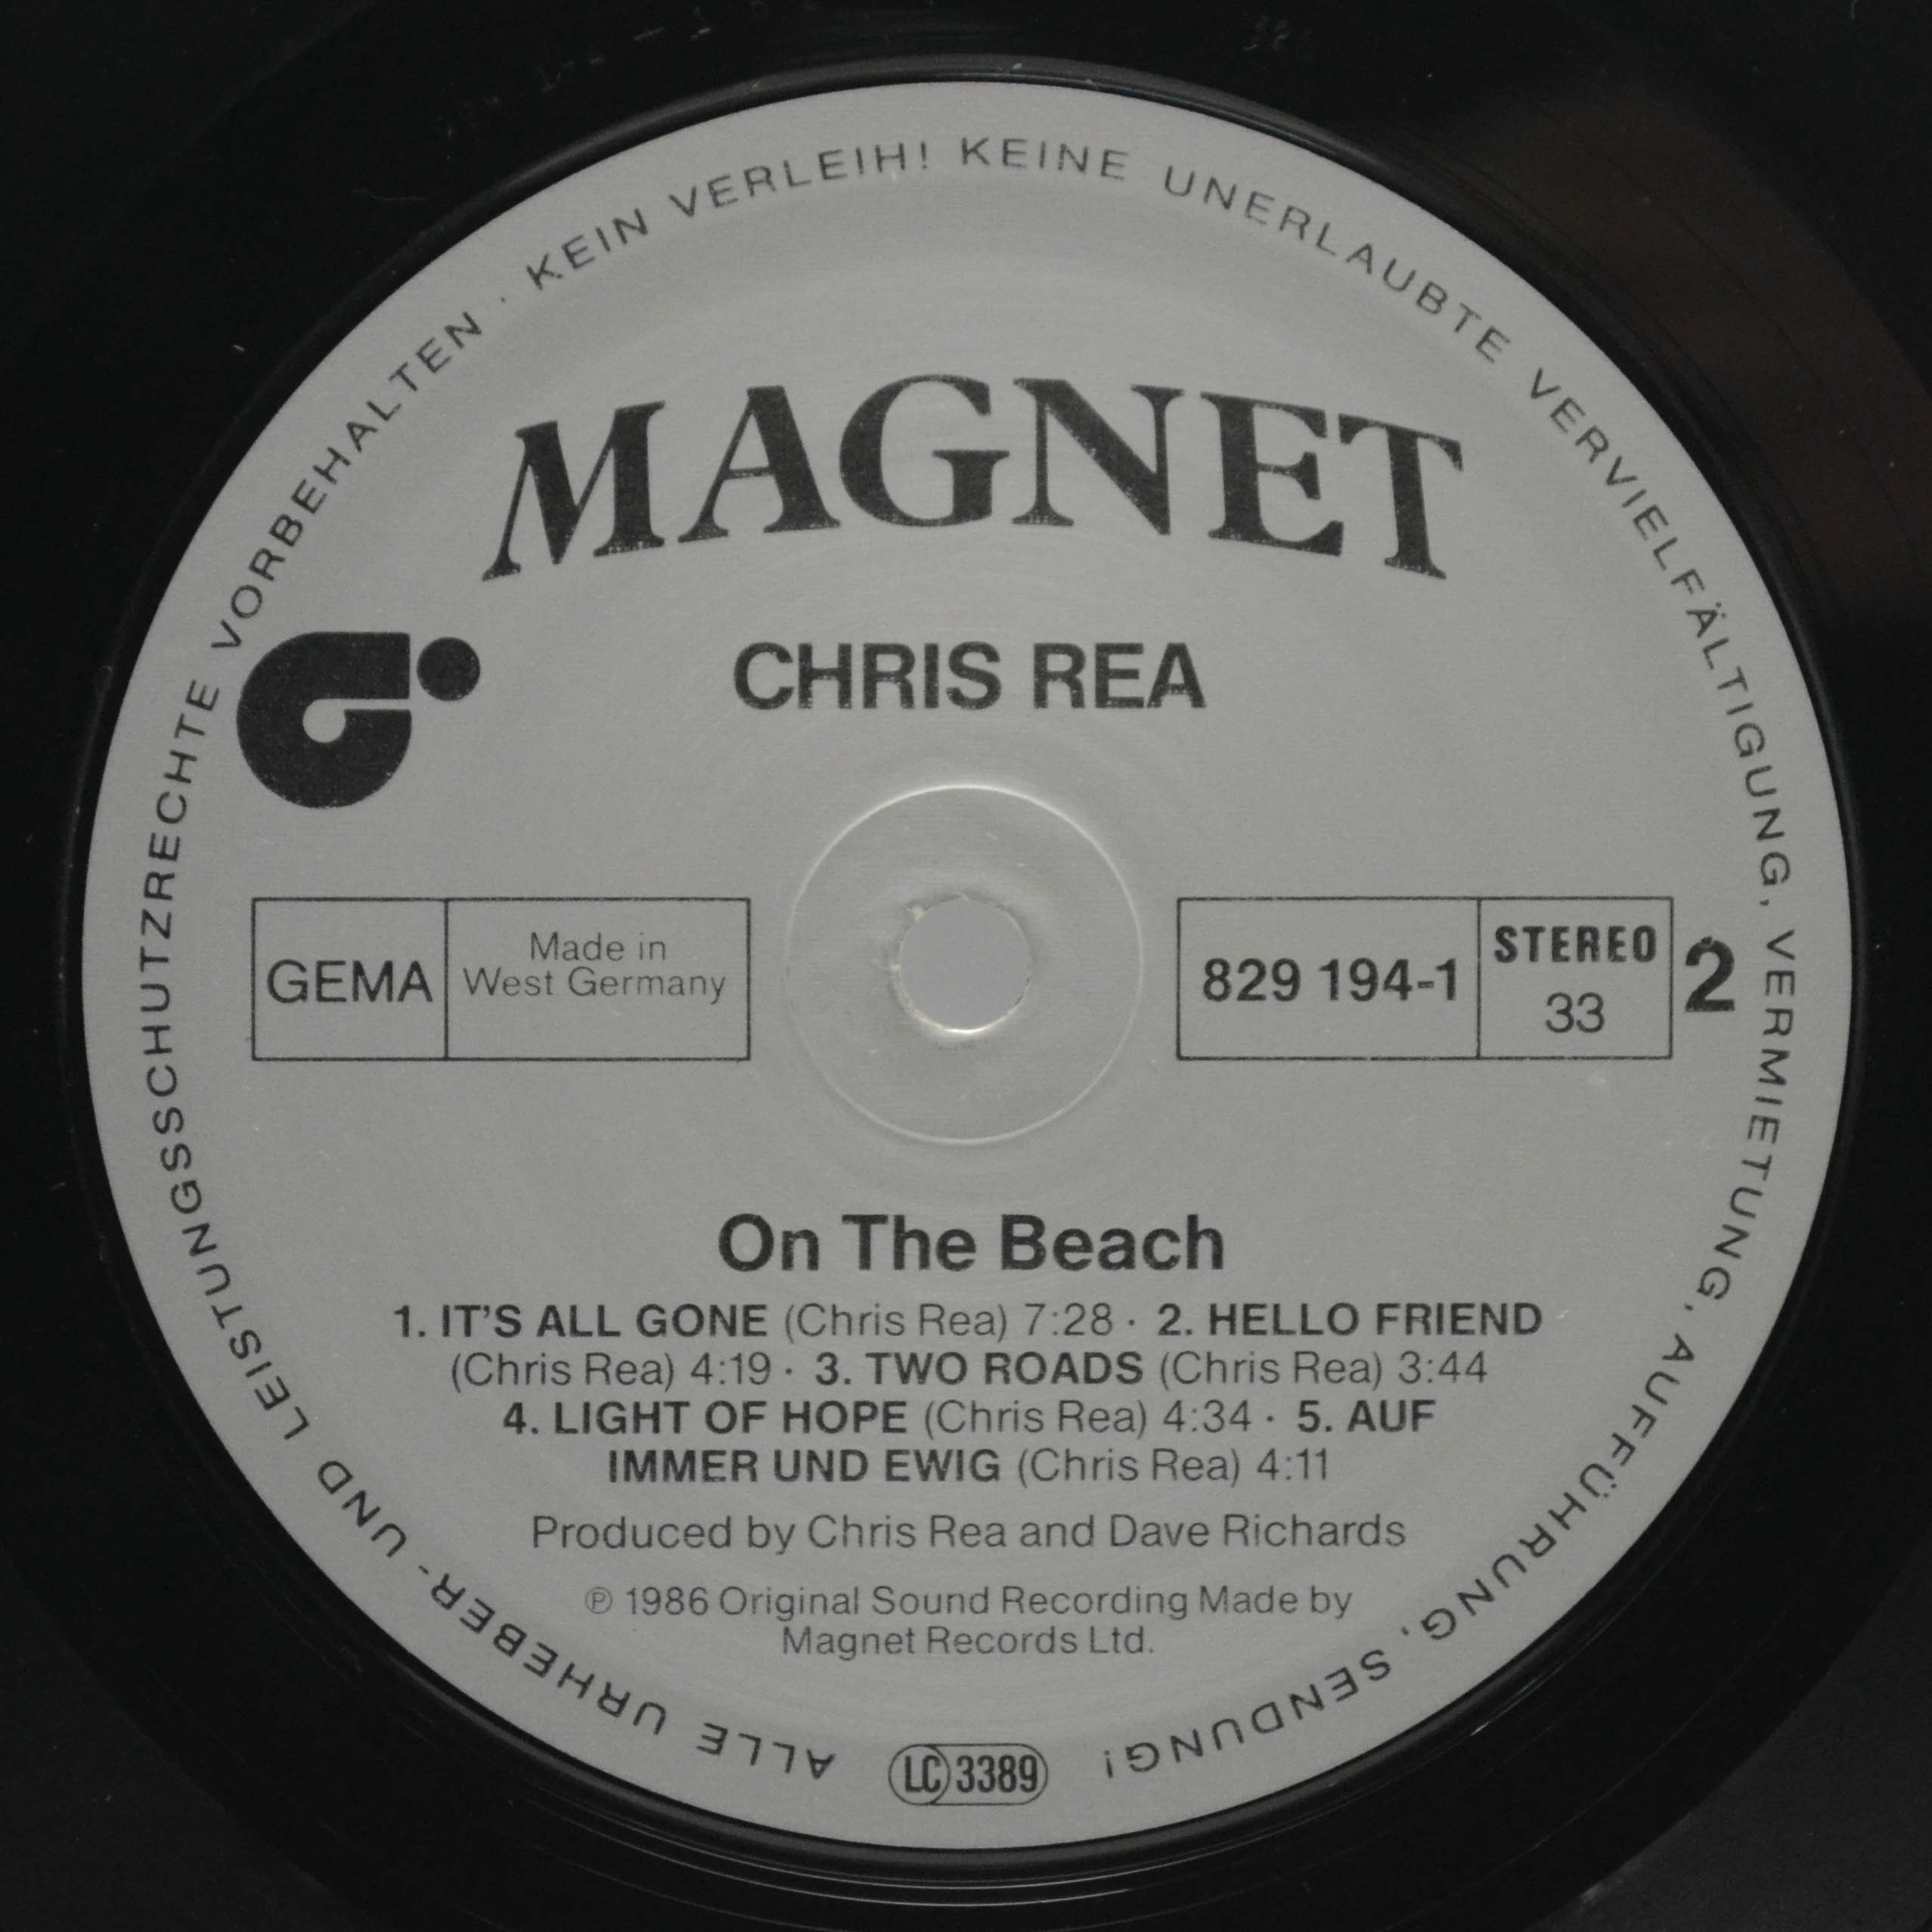 ALLE URHEBER- UND LEISTUNGSSCHUTZRECHTE VORBEHALTEN · KEIN VERLEIH! KEINE UNERLAUBTE VERVIELFÄLTIGUNG, VERMIETUNG, AUFFÜHRUNG, SENDUNG!
MAGNET
CHRIS REA
GEMA
Made in
West Germany
829 194-1
STEREO
33
2
On The Beach
1. IT'S ALL GONE (Chris Rea) 7:28 · 2. HELLO FRIEND
(Chris Rea) 4:19 · 3. TWO ROADS (Chris Rea) 3:44
4. LIGHT OF HOPE (Chris Rea) 4:34 · 5. AUF
IMMER UND EWIG (Chris Rea) 4:11
Produced by Chris Rea and Dave Richards
℗ 1986 Original Sound Recording Made by
Magnet Records Ltd.
LC 3389